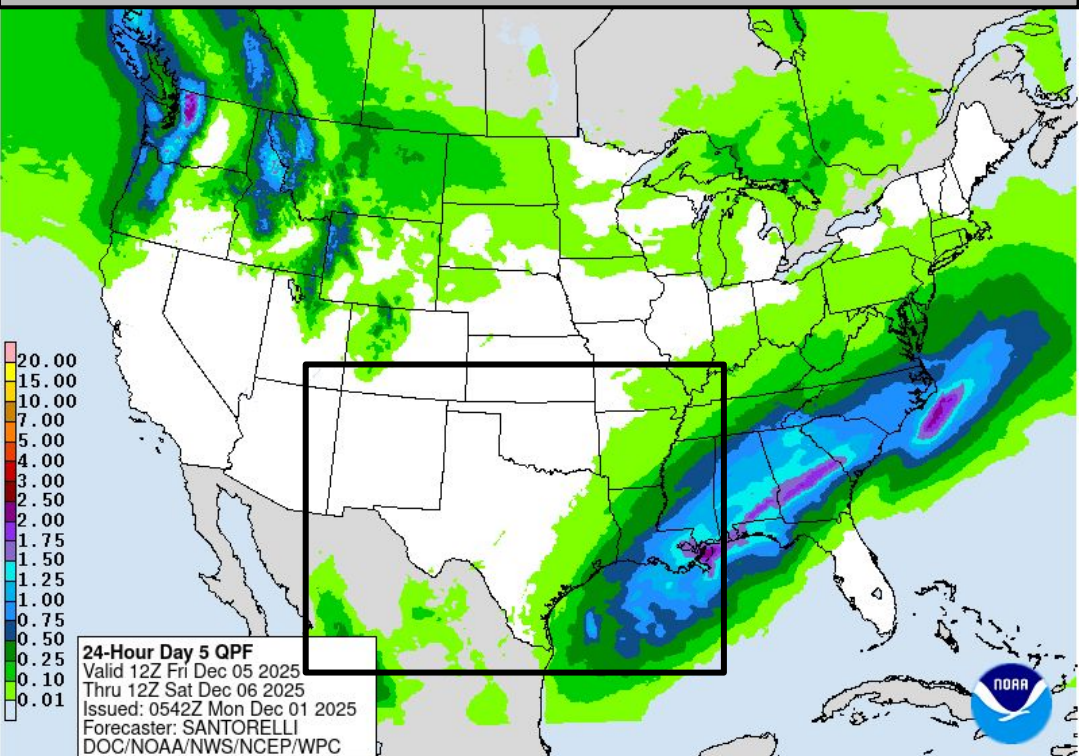 20.00
15.00
10.00
7.00
5.00
4.00
3.00
2.50
2.00
1.75
1.50
1.25
1.00
0.75
0.50
0.25
0.10
0.01
24-Hour Day 5 QPF
Valid 12Z Fri Dec 05 2025
Thru 12Z Sat Dec 06 2025
Issued: 0542Z Mon Dec 01 2025
Forecaster: SANTORELLI
DOC/NOAA/NWS/NCEP/WPC
NOAA